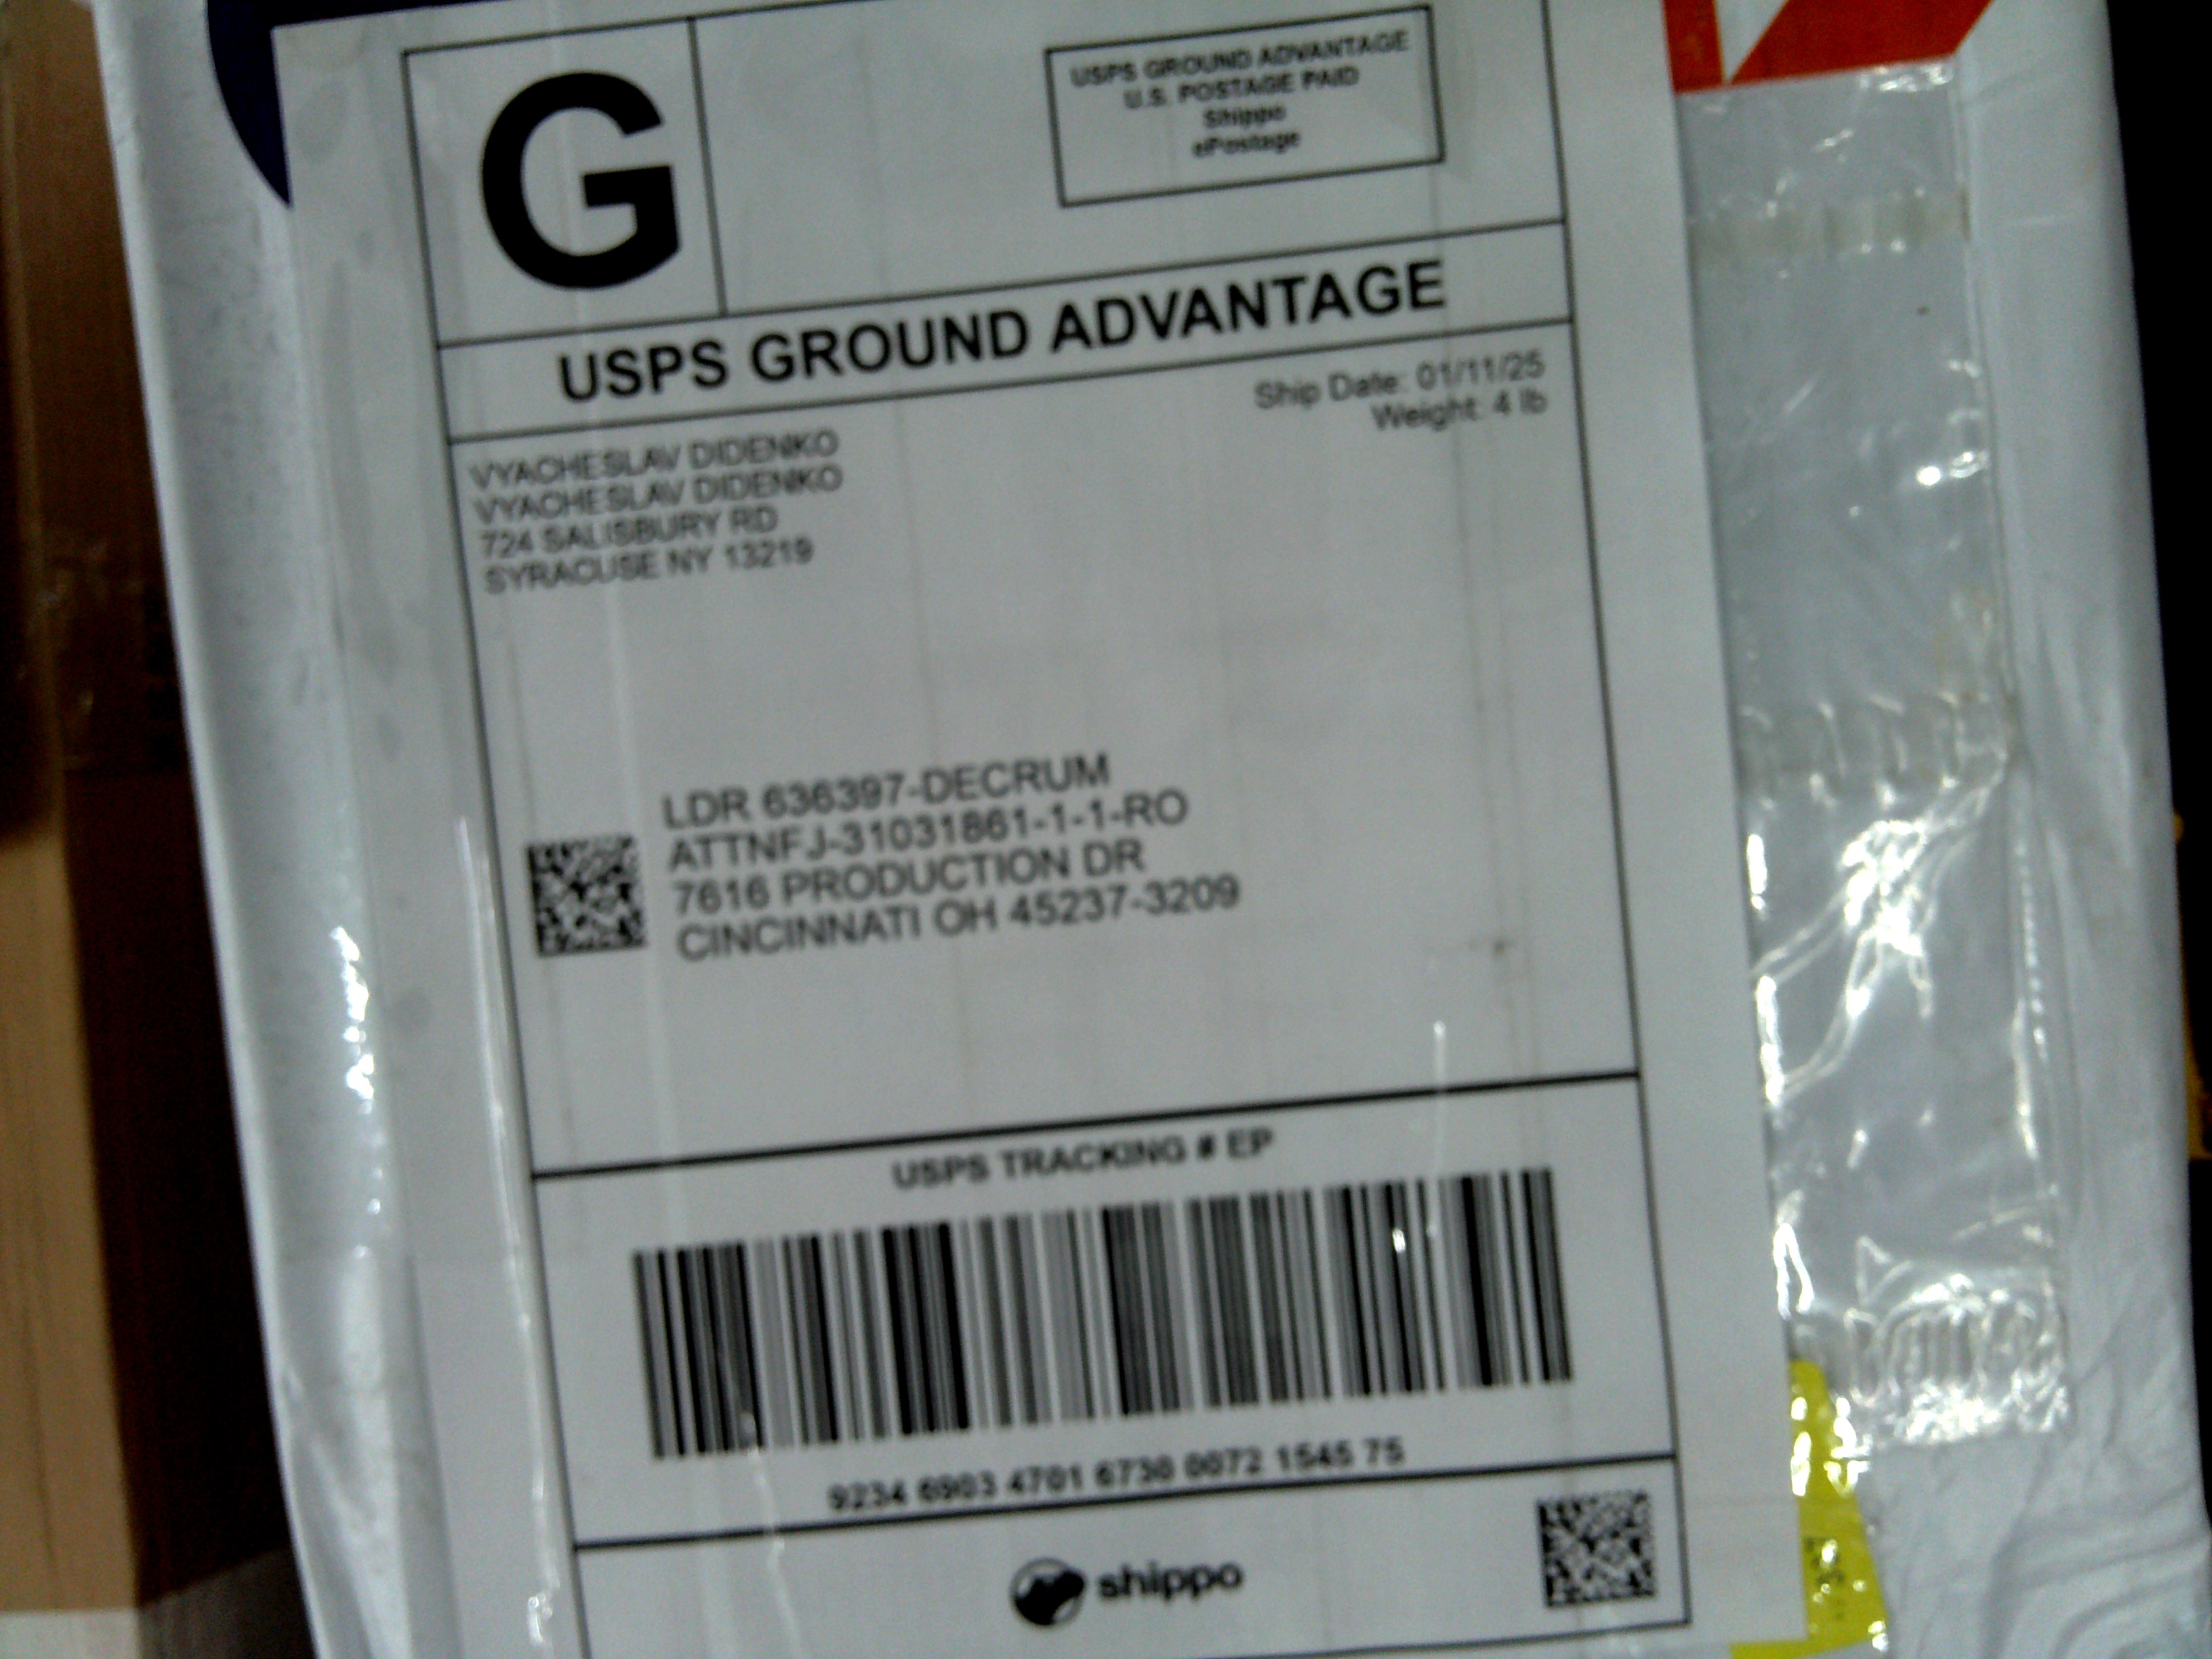 G
USPS GROUND ADVANTAGE
U.S. POSTAGE PAID
Shippo
ePostage
USPS GROUND ADVANTAGE
Ship Date: 01/11/25
Weight: 4 lb
VYACHESLAV DIDENKO
VYACHESLAV DIDENKO
724 SALISBURY RD
SYRACUSE NY 13219
LDR 636397-DECRUM
ATTNFJ-31031861-1-1-RO
7616 PRODUCTION DR
CINCINNATI OH 45237-3209
USPS TRACKING # EP
9234 6903 4701 6730 0072 1545 75
shippo